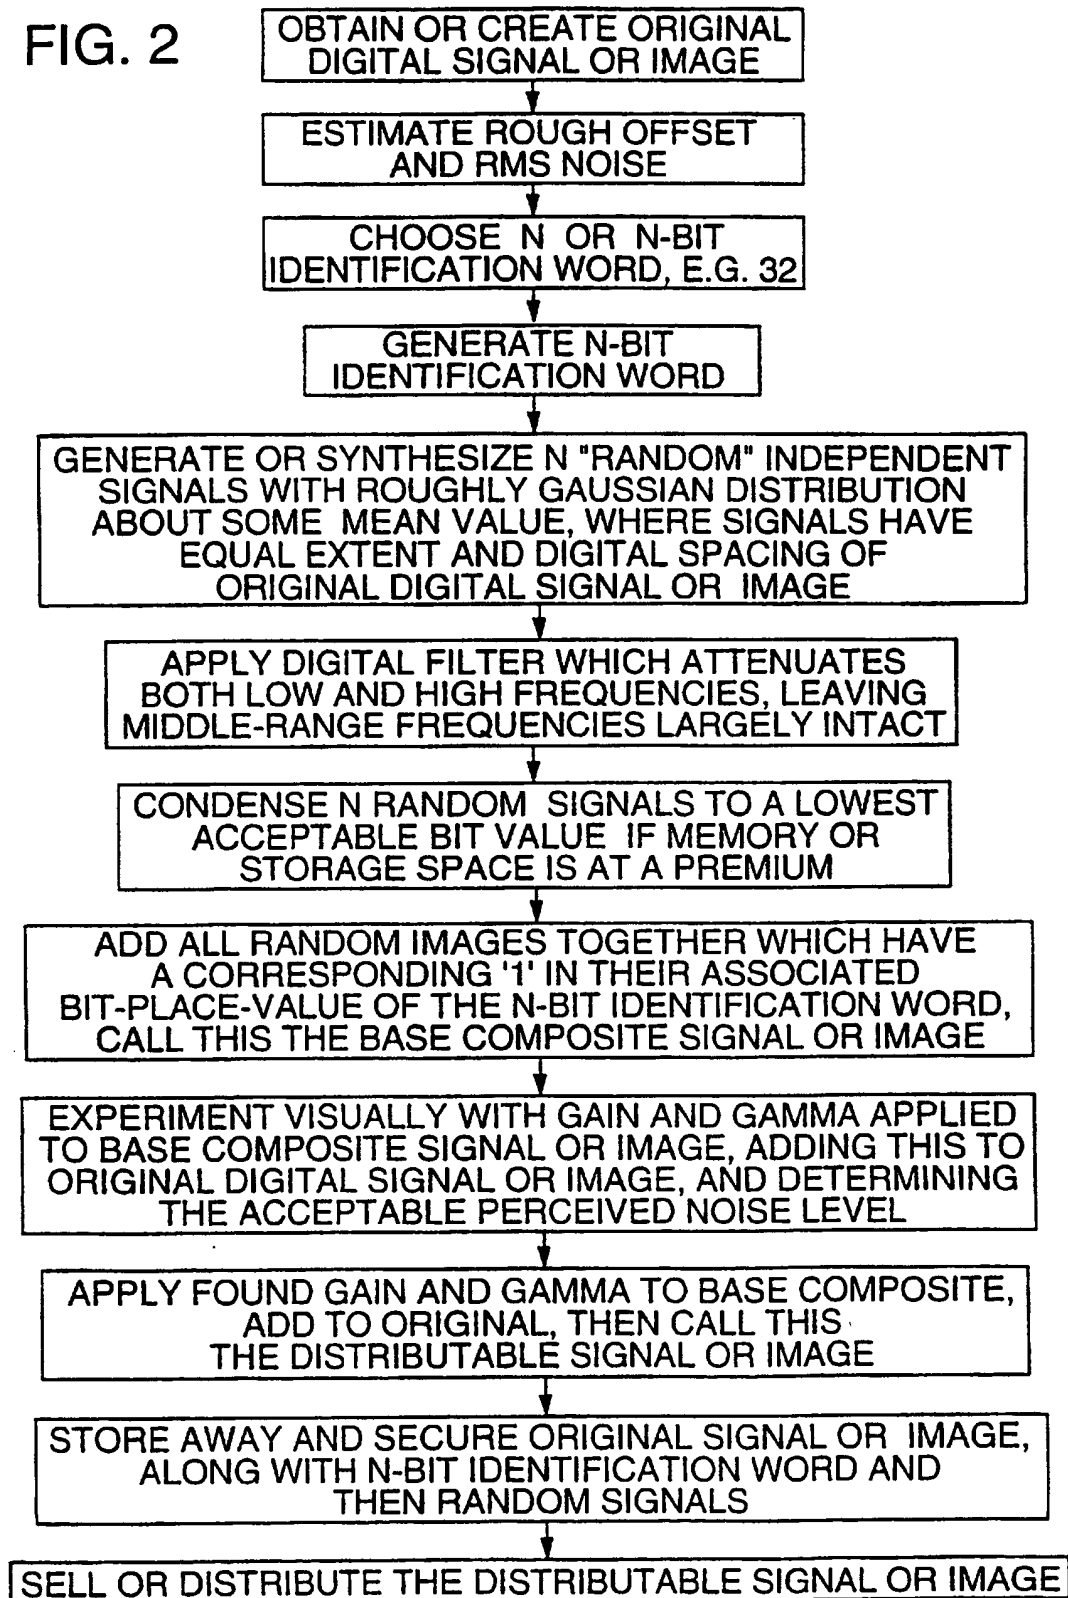 FIG. 2
OBTAIN OR CREATE ORIGINAL
DIGITAL SIGNAL OR IMAGE
ESTIMATE ROUGH OFFSET
AND RMS NOISE
CHOOSE N OR N-BIT
IDENTIFICATION WORD, E.G. 32
GENERATE N-BIT
IDENTIFICATION WORD
GENERATE OR SYNTHESIZE N "RANDOM" INDEPENDENT
SIGNALS WITH ROUGHLY GAUSSIAN DISTRIBUTION
ABOUT SOME MEAN VALUE, WHERE SIGNALS HAVE
EQUAL EXTENT AND DIGITAL SPACING OF
ORIGINAL DIGITAL SIGNAL OR IMAGE
APPLY DIGITAL FILTER WHICH ATTENUATES
BOTH LOW AND HIGH FREQUENCIES, LEAVING
MIDDLE-RANGE FREQUENCIES LARGELY INTACT
CONDENSE N RANDOM SIGNALS TO A LOWEST
ACCEPTABLE BIT VALUE IF MEMORY OR
STORAGE SPACE IS AT A PREMIUM
ADD ALL RANDOM IMAGES TOGETHER WHICH HAVE
A CORRESPONDING '1' IN THEIR ASSOCIATED
BIT-PLACE-VALUE OF THE N-BIT IDENTIFICATION WORD,
CALL THIS THE BASE COMPOSITE SIGNAL OR IMAGE
EXPERIMENT VISUALLY WITH GAIN AND GAMMA APPLIED
TO BASE COMPOSITE SIGNAL OR IMAGE, ADDING THIS TO
ORIGINAL DIGITAL SIGNAL OR IMAGE, AND DETERMINING
THE ACCEPTABLE PERCEIVED NOISE LEVEL
APPLY FOUND GAIN AND GAMMA TO BASE COMPOSITE,
ADD TO ORIGINAL, THEN CALL THIS
THE DISTRIBUTABLE SIGNAL OR IMAGE
STORE AWAY AND SECURE ORIGINAL SIGNAL OR IMAGE,
ALONG WITH N-BIT IDENTIFICATION WORD AND
THEN RANDOM SIGNALS
SELL OR DISTRIBUTE THE DISTRIBUTABLE SIGNAL OR IMAGE